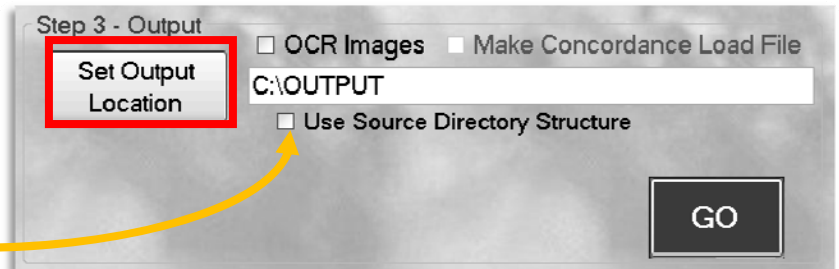 Step 3 - Output
OCR Images Make Concordance Load File
Set Output
Location
C:\OUTPUT
Use Source Directory Structure
GO